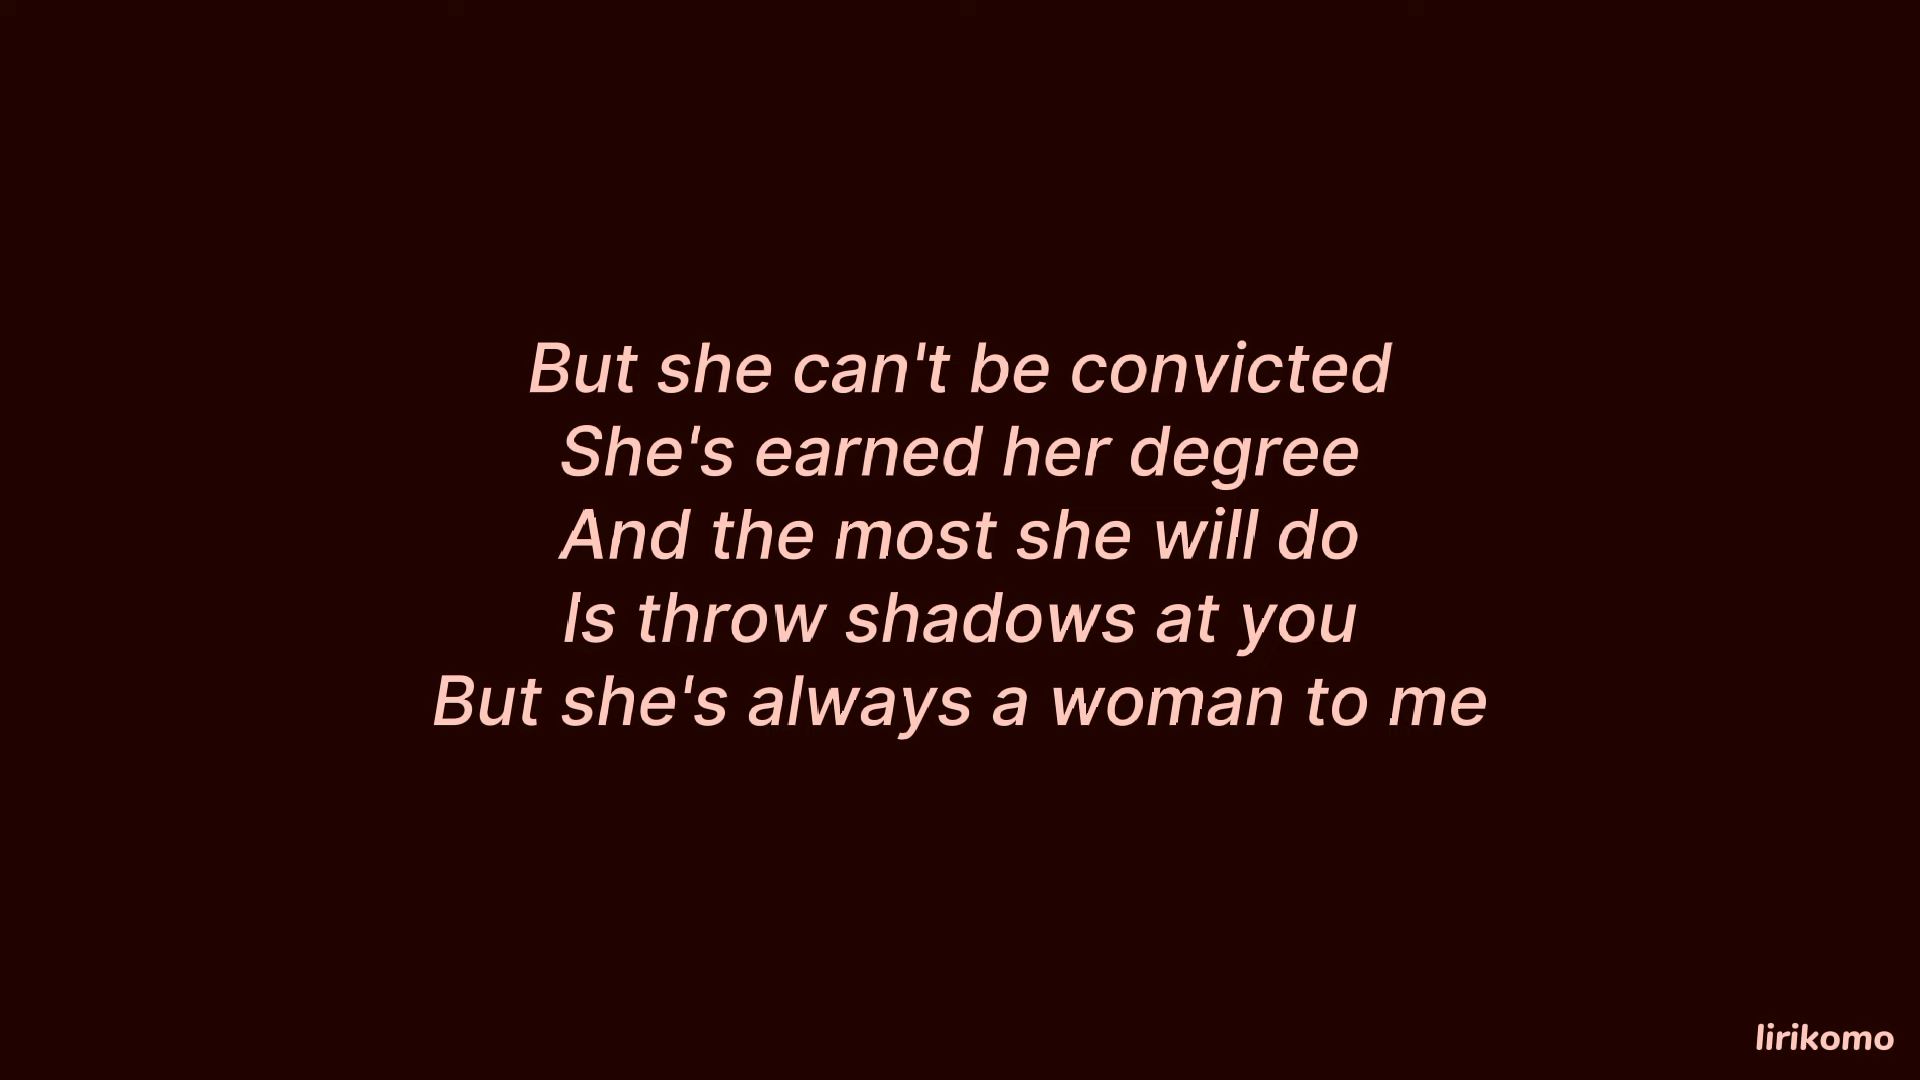 But she can't be convicted
She's earned her degree
And the most she will do
Is throw shadows at you
But she's always a woman to me
lirikomo